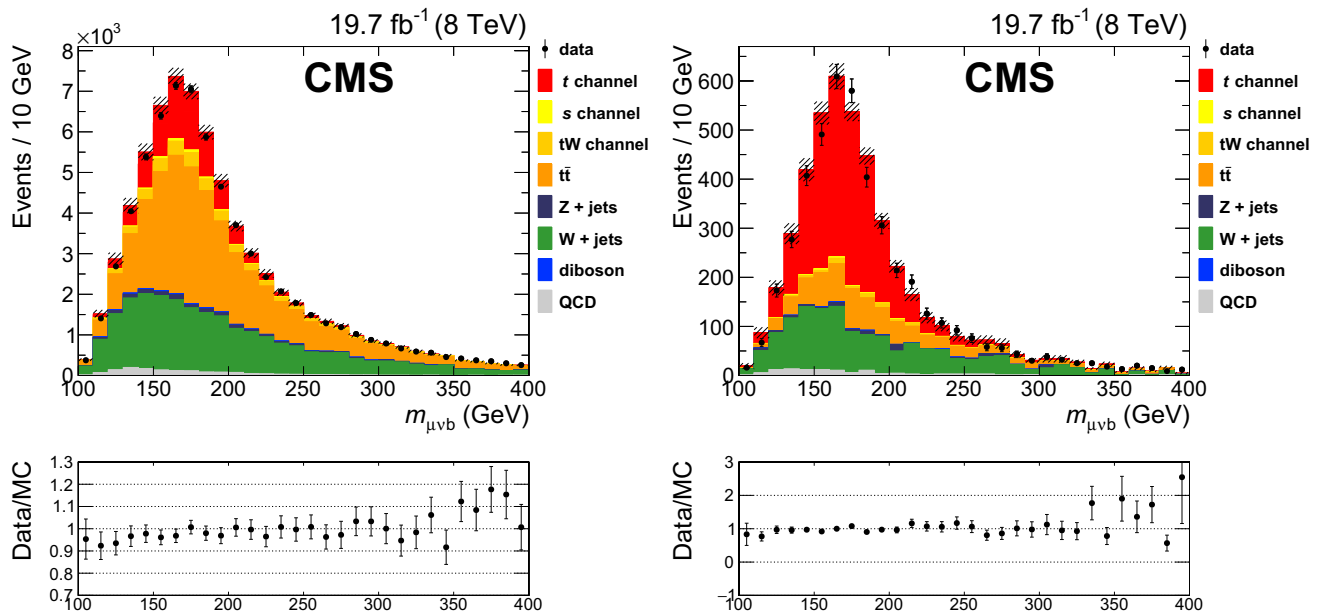 19.7 fb⁻¹ (8 TeV)
×10³
CMS
Events / 10 GeV
8
7
6
5
4
3
2
1
0
100 150 200 250 300 350 400
mμνb (GeV)
data
t channel
s channel
tW channel
tt̄
Z + jets
W + jets
diboson
QCD
Data/MC
1.3
1.2
1.1
1
0.9
0.8
0.7
100 150 200 250 300 350 400
19.7 fb⁻¹ (8 TeV)
CMS
Events / 10 GeV
600
500
400
300
200
100
0
100 150 200 250 300 350 400
mμνb (GeV)
data
t channel
s channel
tW channel
tt̄
Z + jets
W + jets
diboson
QCD
Data/MC
3
2
1
0
−1
100 150 200 250 300 350 400